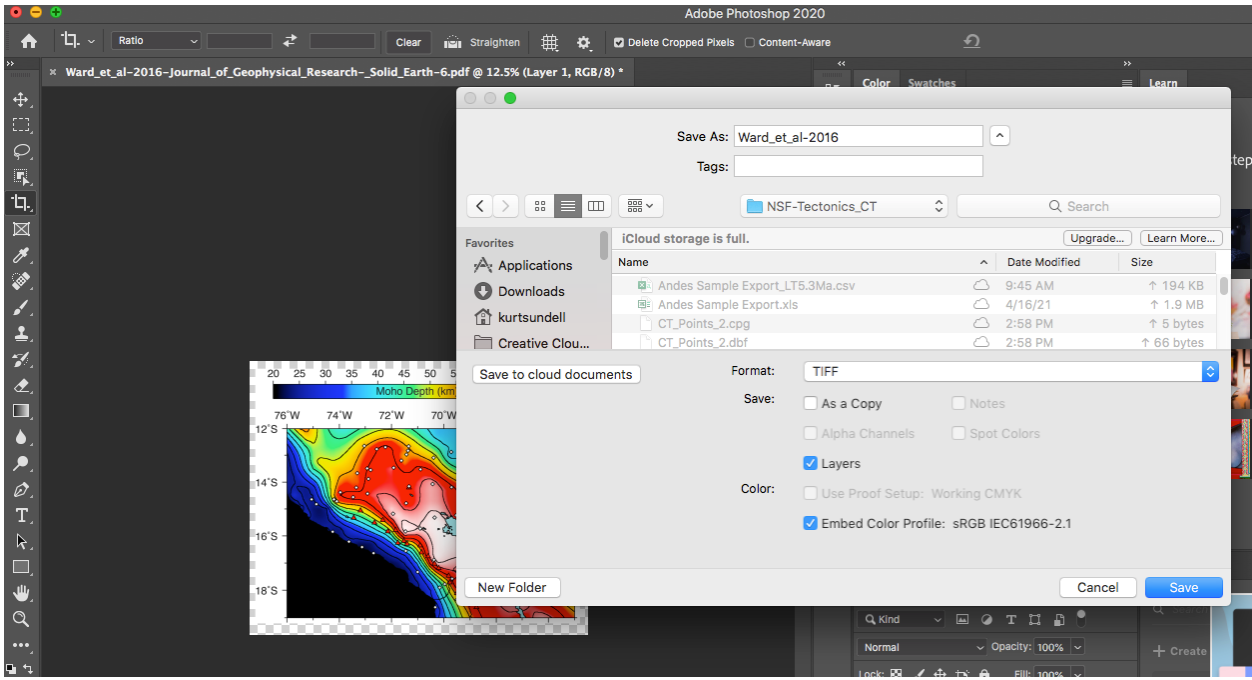 Adobe Photoshop 2020
Ratio
Clear
Straighten
Delete Cropped Pixels
Content-Aware
× Ward_et_al-2016-Journal_of_Geophysical_Research-_Solid_Earth-6.pdf @ 12.5% (Layer 1, RGB/8) *
Color Swatches
Learn
step
Save As: Ward_et_al-2016
Tags:
NSF-Tectonics_CT
Search
Favorites
Applications
Downloads
kurtsundell
Creative Clou...
iCloud storage is full.
Upgrade...
Learn More...
Name Date Modified Size
Andes Sample Export_LT5.3Ma.csv 9:45 AM ↑ 194 KB
Andes Sample Export.xls 4/16/21 ↑ 1.9 MB
CT_Points_2.cpg 2:58 PM ↑ 5 bytes
CT_Points_2.dbf 2:58 PM ↑ 66 bytes
Save to cloud documents
Format: TIFF
Save: As a Copy Notes
Alpha Channels Spot Colors
Layers
Color: Use Proof Setup: Working CMYK
Embed Color Profile: sRGB IEC61966-2.1
New Folder
Cancel
Save
20 25 30 35 40 45 50 5
Moho Depth (km
76˚W 74˚W 72˚W 70˚W
12˚S
14˚S
16˚S
18˚S
Kind
Normal
Opacity: 100%
Lock:
Fill: 100%
+ Create